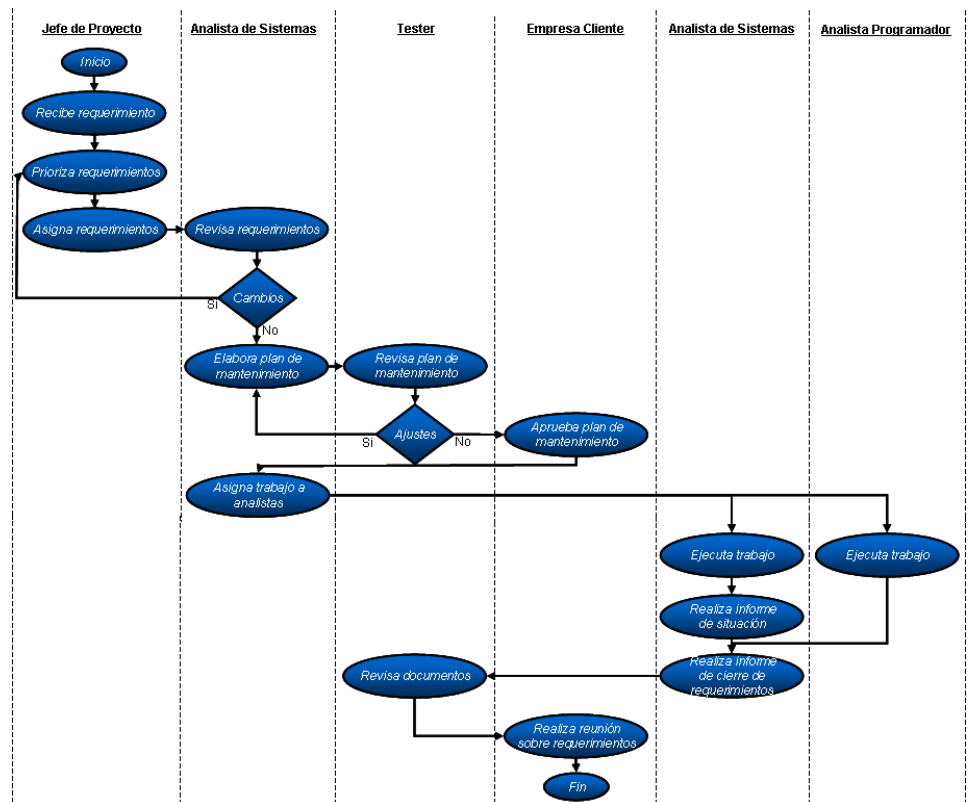 Jefe de Proyecto
Analista de Sistemas
Tester
Empresa Cliente
Analista de Sistemas
Analista Programador
Inicio
Recibe requerimiento
Prioriza requerimientos
Asigna requerimientos
Revisa requerimientos
Cambios
Si
No
Elabora plan de
mantenimiento
Revisa plan de
mantenimiento
Ajustes
Si
No
Aprueba plan de
mantenimiento
Asigna trabajo a
analistas
Ejecuta trabajo
Ejecuta trabajo
Realiza informe
de situación
Realiza informe
de cierre de
requerimientos
Revisa documentos
Realiza reunión
sobre requerimientos
Fin